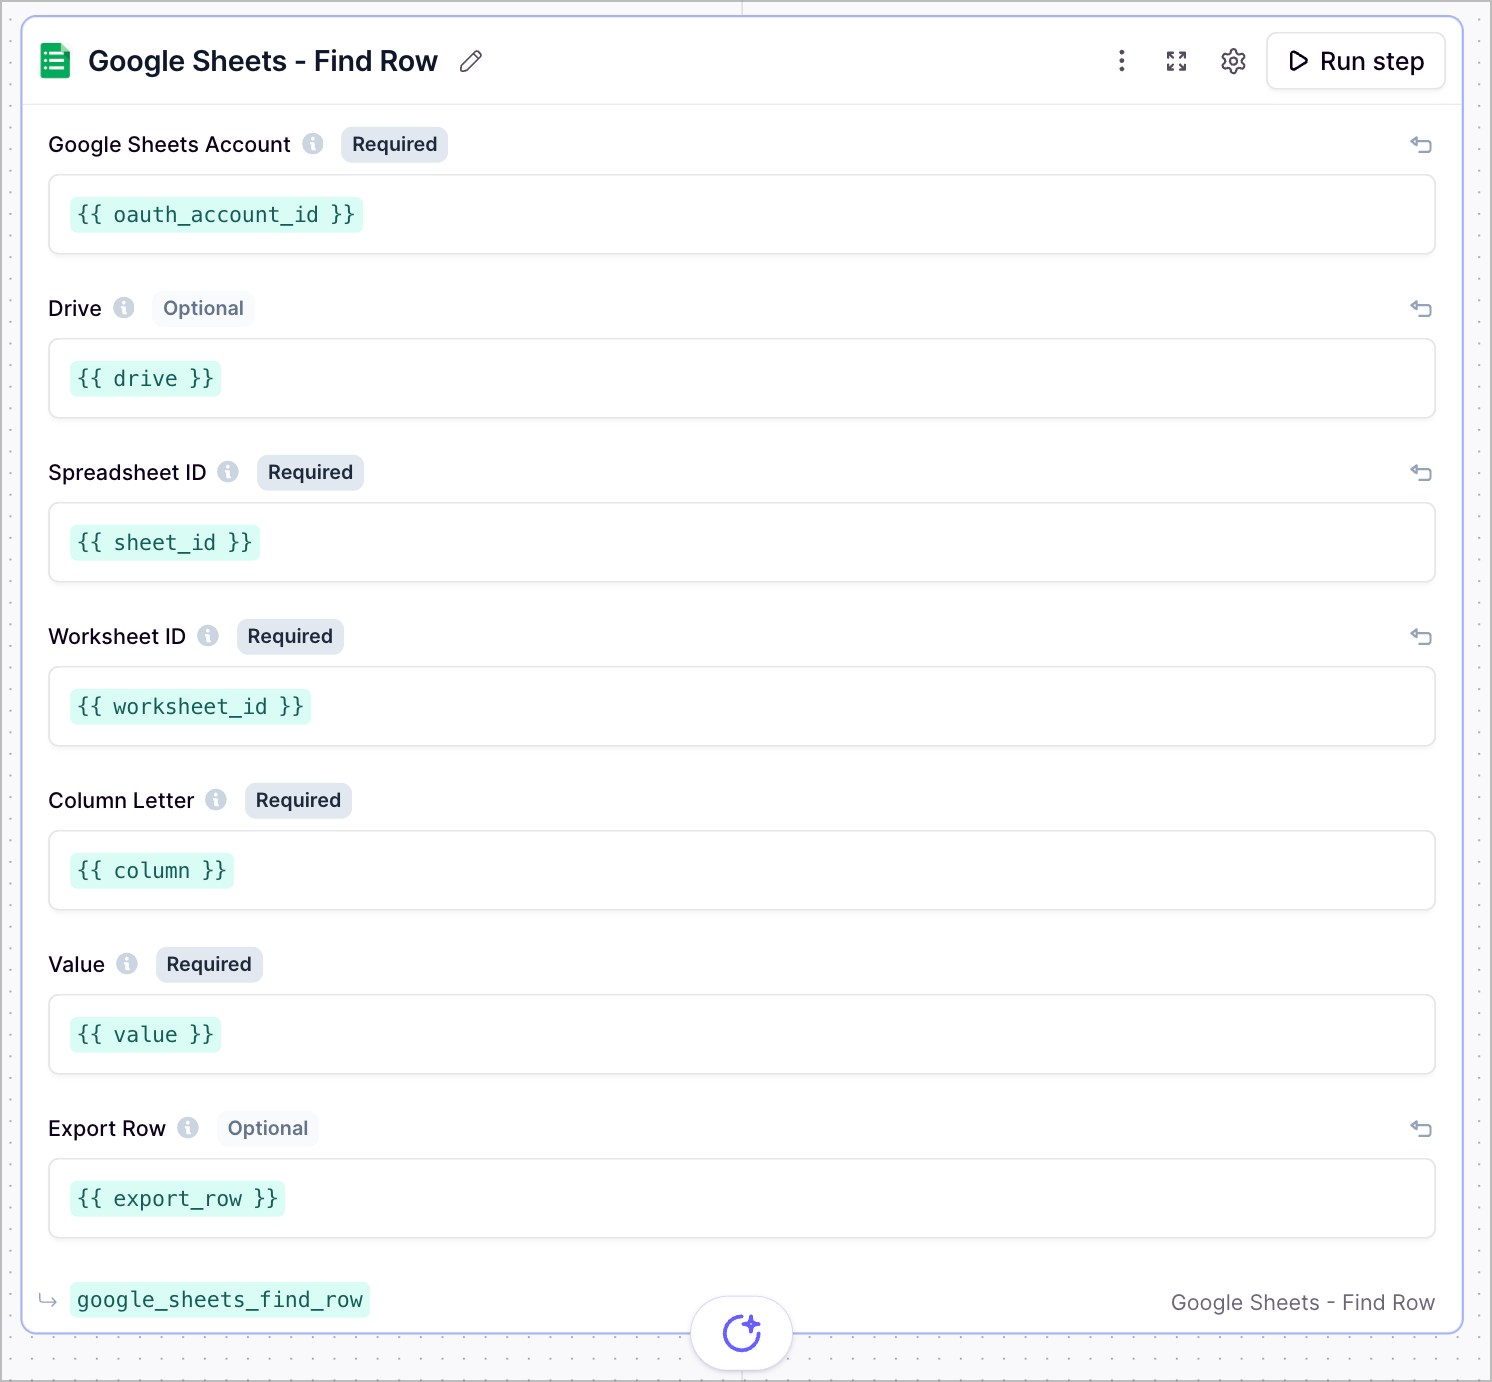 Google Sheets - Find Row
Run step
Google Sheets Account Required
{{ oauth_account_id }}
Drive Optional
{{ drive }}
Spreadsheet ID Required
{{ sheet_id }}
Worksheet ID Required
{{ worksheet_id }}
Column Letter Required
{{ column }}
Value Required
{{ value }}
Export Row Optional
{{ export_row }}
google_sheets_find_row
Google Sheets - Find Row